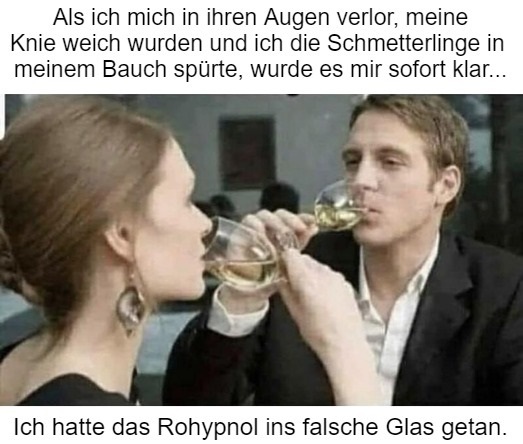 Als ich mich in ihren Augen verlor, meine
Knie weich wurden und ich die Schmetterlinge in
meinem Bauch spürte, wurde es mir sofort klar...
Ich hatte das Rohypnol ins falsche Glas getan.